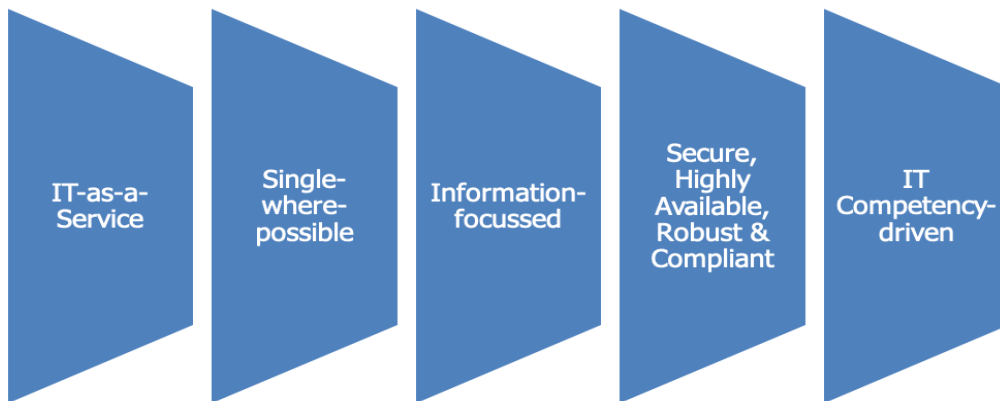 IT-as-a-
Service
Single-
where-
possible
Information-
focussed
Secure,
Highly
Available,
Robust &
Compliant
IT
Competency-
driven